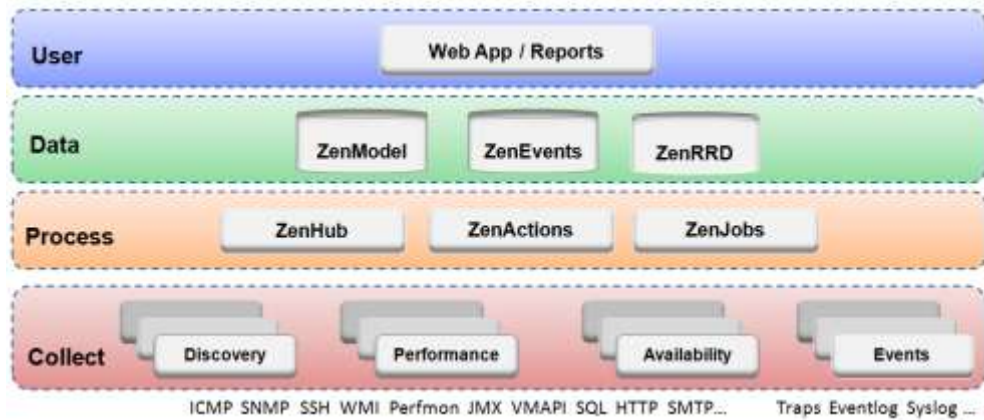 User
Web App / Reports
Data
ZenModel
ZenEvents
ZenRRD
Process
ZenHub
ZenActions
ZenJobs
Collect
Discovery
Performance
Availability
Events
ICMP SNMP SSH WMI Perfmon JMX VMAPI SQL HTTP SMTP...
Traps Eventlog Syslog ...